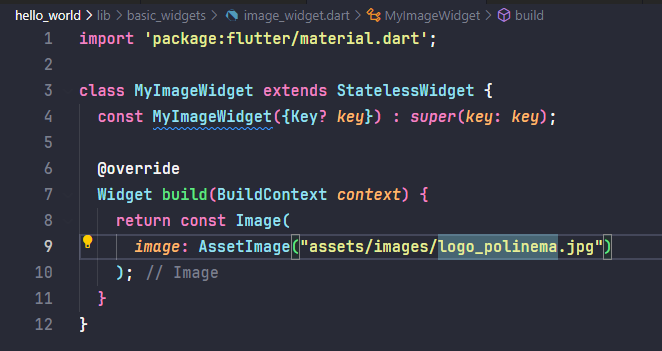 hello_world > lib > basic_widgets > image_widget.dart > MyImageWidget > build
1 import 'package:flutter/material.dart';
2
3 class MyImageWidget extends StatelessWidget {
4 const MyImageWidget({Key? key}) : super(key: key);
5
6 @override
7 Widget build(BuildContext context) {
8 return const Image(
9 image: AssetImage("assets/images/logo_polinema.jpg")
10 ); // Image
11 }
12 }